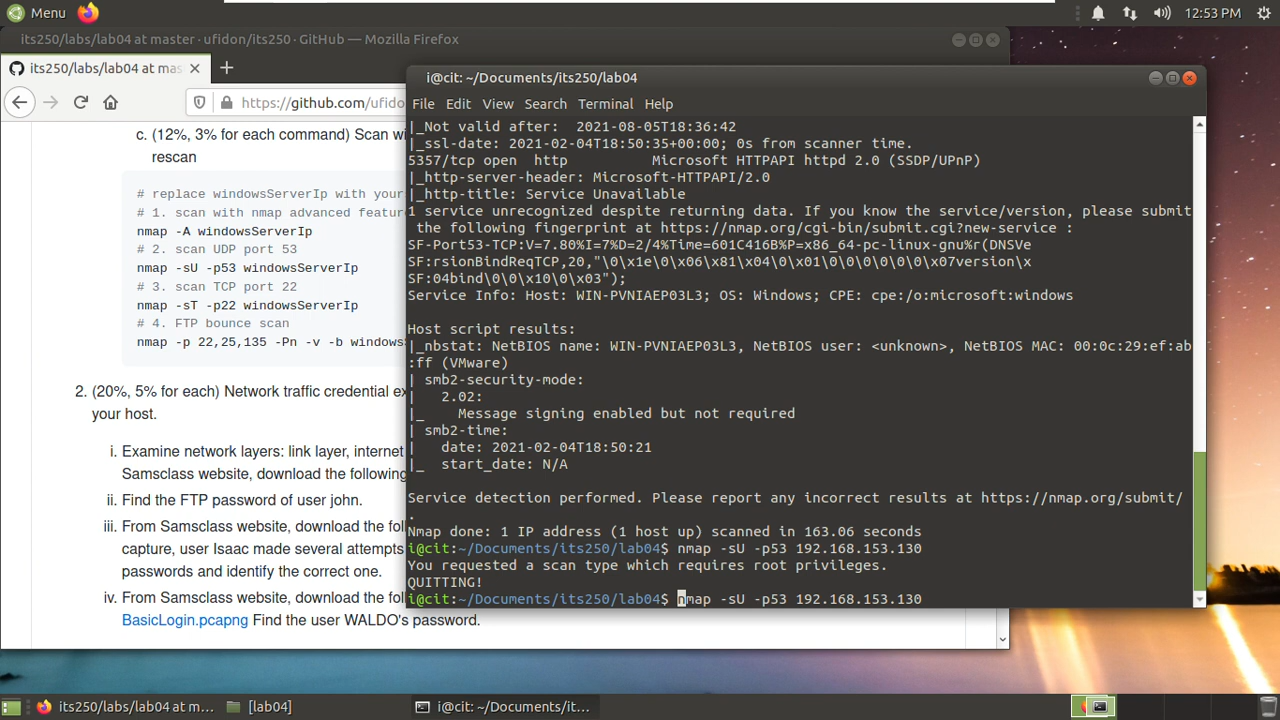 Menu
12:53 PM
its250/labs/lab04 at master · ufidon/its250 · GitHub — Mozilla Firefox
its250/labs/lab04 at mas
https://github.com/ufido
c. (12%, 3% for each command) Scan wi
rescan
# replace windowsServerIp with your
# 1. scan with nmap advanced featur
nmap -A windowsServerIp
# 2. scan UDP port 53
nmap -sU -p53 windowsServerIp
# 3. scan TCP port 22
nmap -sT -p22 windowsServerIp
# 4. FTP bounce scan
nmap -p 22,25,135 -Pn -v -b windows
2. (20%, 5% for each) Network traffic credential ex
your host.
i. Examine network layers: link layer, internet
Samsclass website, download the following
ii. Find the FTP password of user john.
iii. From Samsclass website, download the foll
capture, user Isaac made several attempts
passwords and identify the correct one.
iv. From Samsclass website, download the foll
BasicLogin.pcapng Find the user WALDO's password.
i@cit: ~/Documents/its250/lab04
File Edit View Search Terminal Help
|_Not valid after:  2021-08-05T18:36:42
|_ssl-date: 2021-02-04T18:50:35+00:00; 0s from scanner time.
5357/tcp open  http          Microsoft HTTPAPI httpd 2.0 (SSDP/UPnP)
|_http-server-header: Microsoft-HTTPAPI/2.0
|_http-title: Service Unavailable
1 service unrecognized despite returning data. If you know the service/version, please submit
 the following fingerprint at https://nmap.org/cgi-bin/submit.cgi?new-service :
SF-Port53-TCP:V=7.80%I=7%D=2/4%Time=601C416B%P=x86_64-pc-linux-gnu%r(DNSVe
SF:rsionBindReqTCP,20,"\0\x1e\0\x06\x81\x04\0\x01\0\0\0\0\0\0\x07version\x
SF:04bind\0\0\x10\0\x03");
Service Info: Host: WIN-PVNIAEP03L3; OS: Windows; CPE: cpe:/o:microsoft:windows
Host script results:
|_nbstat: NetBIOS name: WIN-PVNIAEP03L3, NetBIOS user: <unknown>, NetBIOS MAC: 00:0c:29:ef:ab
:ff (VMware)
| smb2-security-mode:
|   2.02:
|_    Message signing enabled but not required
| smb2-time:
|   date: 2021-02-04T18:50:21
|_  start_date: N/A
Service detection performed. Please report any incorrect results at https://nmap.org/submit/
.
Nmap done: 1 IP address (1 host up) scanned in 163.06 seconds
i@cit:~/Documents/its250/lab04$ nmap -sU -p53 192.168.153.130
You requested a scan type which requires root privileges.
QUITTING!
i@cit:~/Documents/its250/lab04$ nmap -sU -p53 192.168.153.130
its250/labs/lab04 at m...
[lab04]
i@cit: ~/Documents/it...